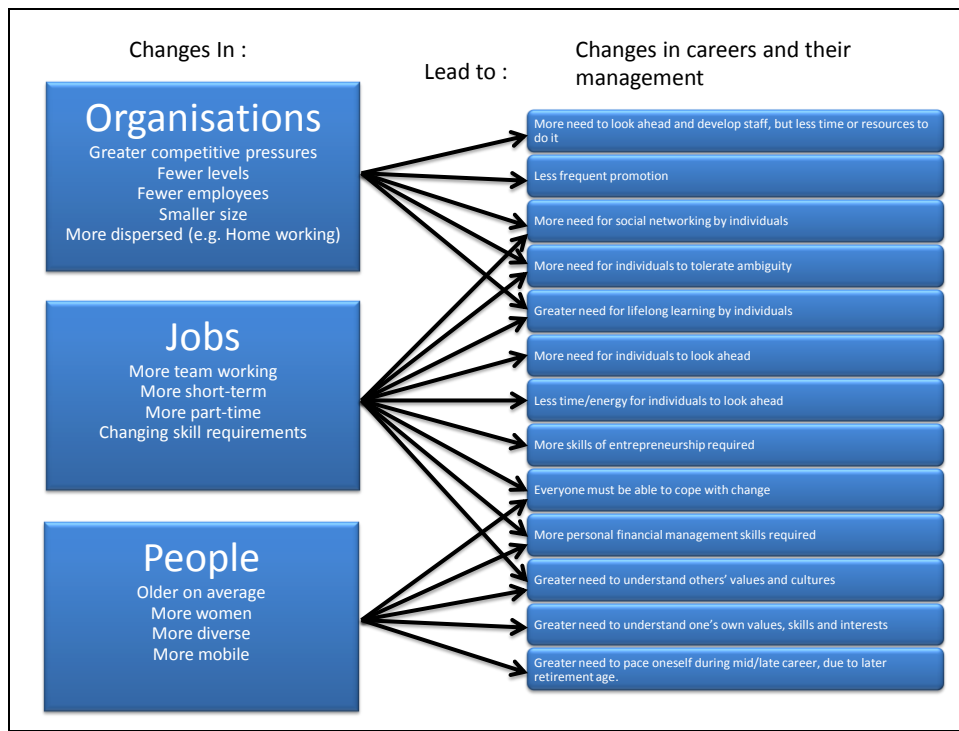 Changes In :
Lead to :
Changes in careers and their
management
Organisations
Greater competitive pressures
Fewer levels
Fewer employees
Smaller size
More dispersed (e.g. Home working)
Jobs
More team working
More short-term
More part-time
Changing skill requirements
People
Older on average
More women
More diverse
More mobile
More need to look ahead and develop staff, but less time or resources to
do it
Less frequent promotion
More need for social networking by individuals
More need for individuals to tolerate ambiguity
Greater need for lifelong learning by individuals
More need for individuals to look ahead
Less time/energy for individuals to look ahead
More skills of entrepreneurship required
Everyone must be able to cope with change
More personal financial management skills required
Greater need to understand others’ values and cultures
Greater need to understand one’s own values, skills and interests
Greater need to pace oneself during mid/late career, due to later
retirement age.